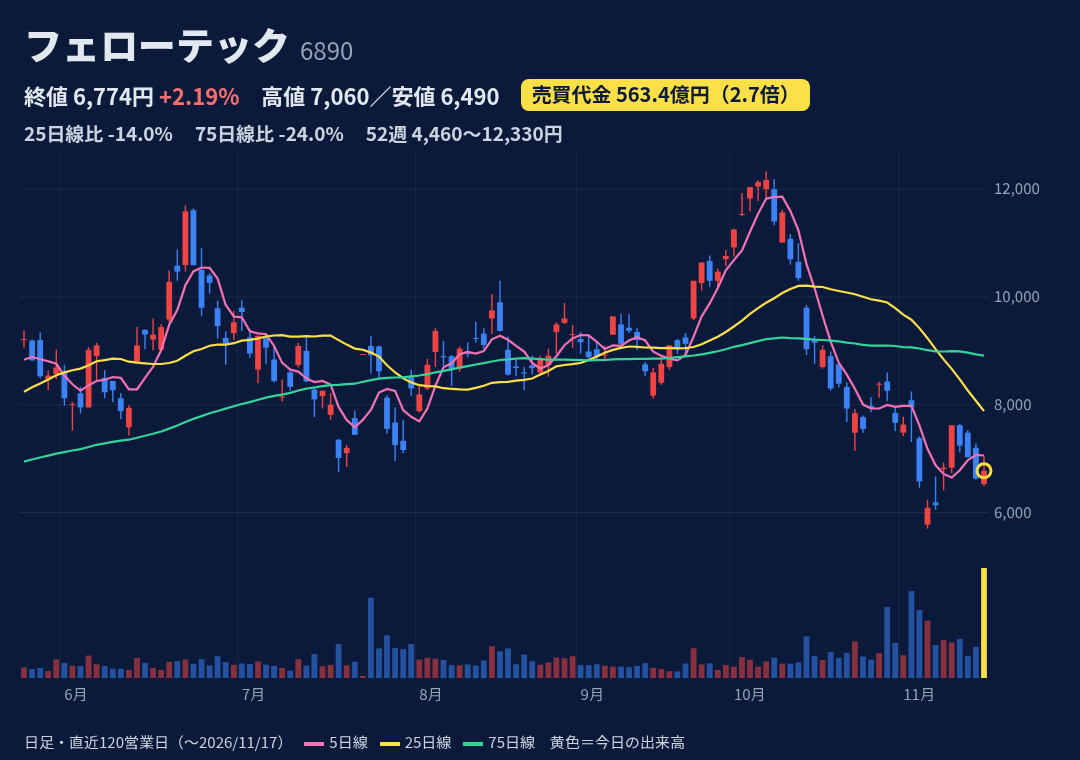 フェローテック 6890
終値 6,774円 +2.19% 高値 7,060／安値 6,490 売買代金 563.4億円（2.7倍）
25日線比 -14.0% 75日線比 -24.0% 52週 4,460〜12,330円
12,000
10,000
8,000
6,000
6月 7月 8月 9月 10月 11月
日足・直近120営業日（〜2026/11/17） 5日線 25日線 75日線 黄色＝今日の出来高